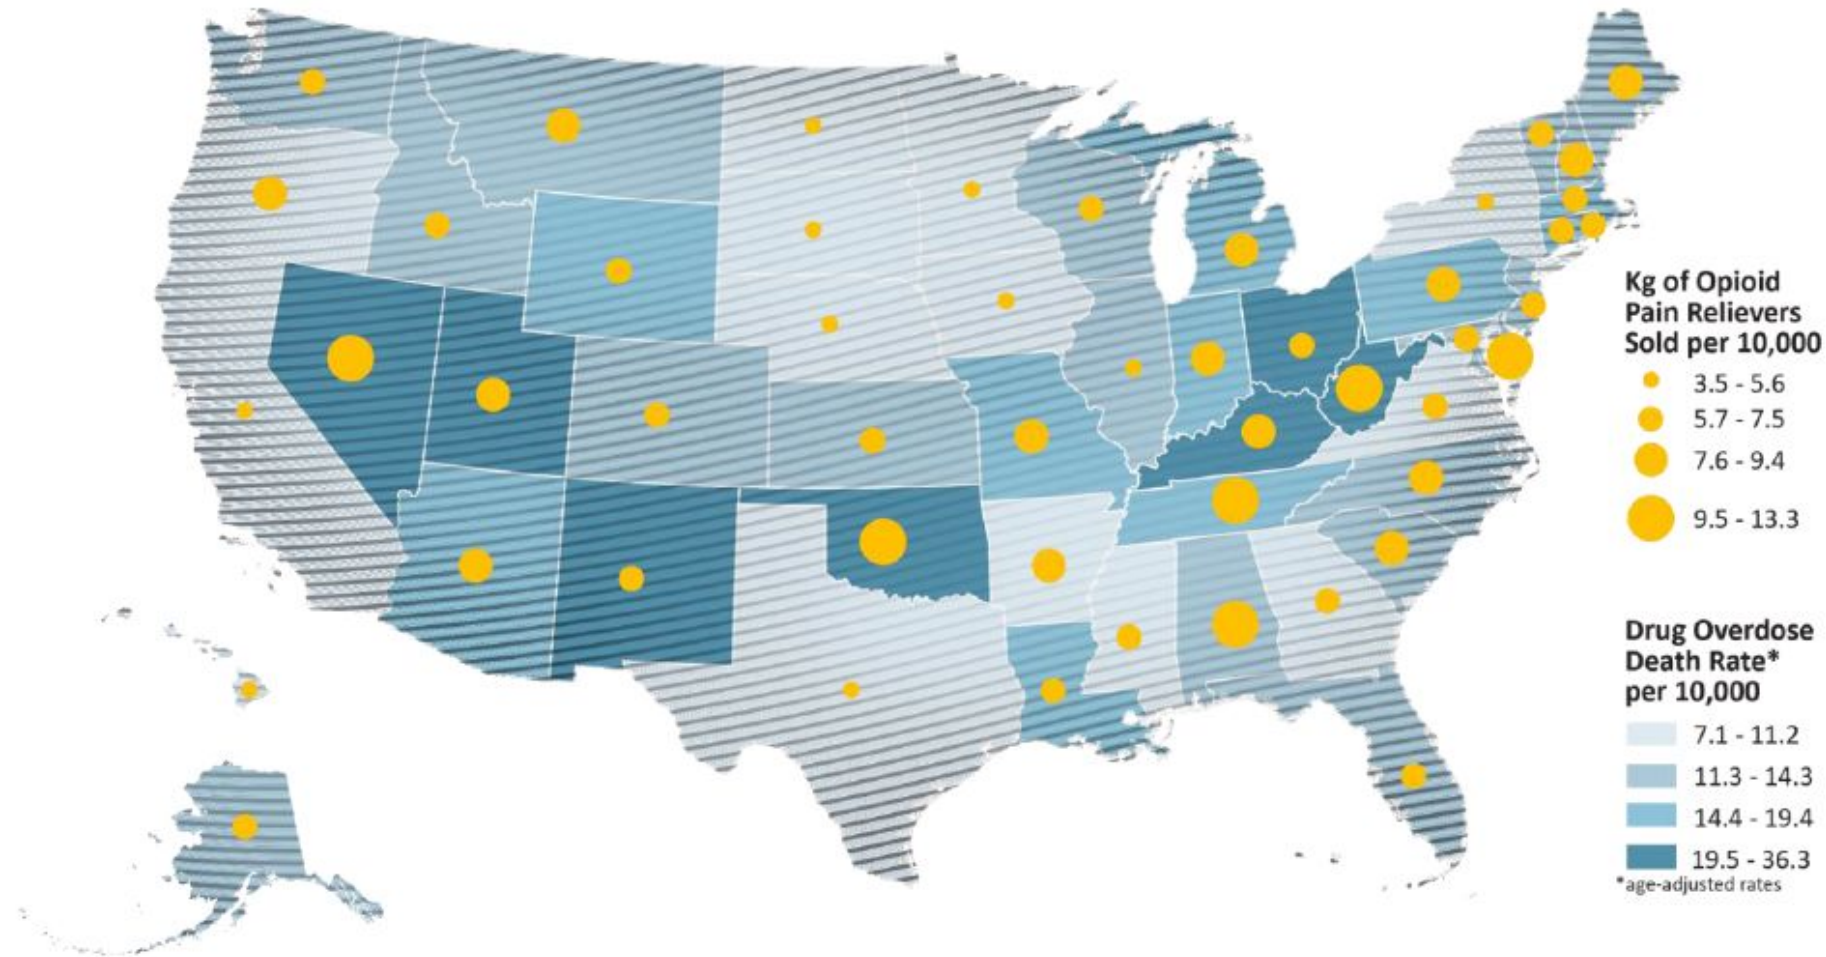 Kg of Opioid
Pain Relievers
Sold per 10,000
3.5 - 5.6
5.7 - 7.5
7.6 - 9.4
9.5 - 13.3
Drug Overdose
Death Rate*
per 10,000
7.1 - 11.2
11.3 - 14.3
14.4 - 19.4
19.5 - 36.3
*age-adjusted rates